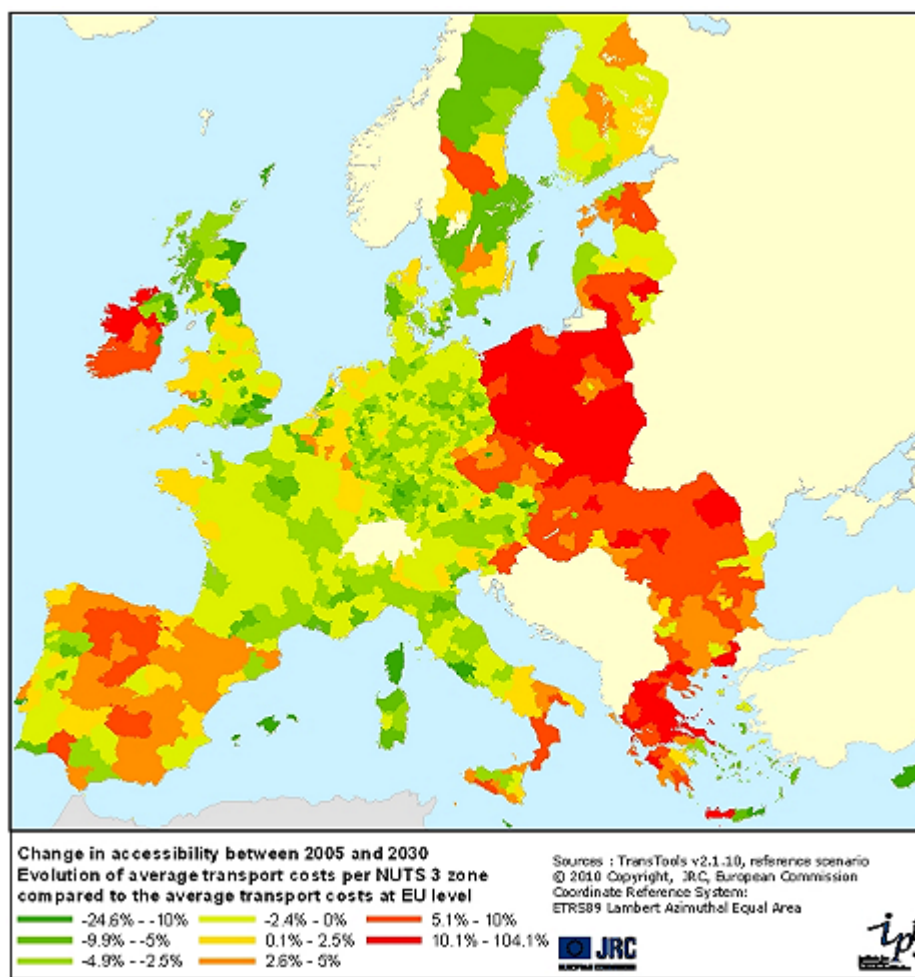 Change in accessibility between 2005 and 2030
Evolution of average transport costs per NUTS 3 zone
compared to the average transport costs at EU level
-24.6% - -10%
-9.9% - -5%
-4.9% - -2.5%
-2.4% - 0%
0.1% - 2.5%
2.6% - 5%
5.1% - 10%
10.1% - 104.1%
Sources : TransTools v2.1.10, reference scenario
© 2010 Copyright, JRC, European Commission
Coordinate Reference System:
ETRS89 Lambert Azimuthal Equal Area
JRC
EUROPEAN COMMISSION